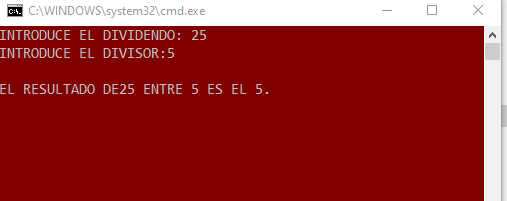 C:\WINDOWS\system32\cmd.exe
INTRODUCE EL DIVIDENDO: 25
INTRODUCE EL DIVISOR:5
EL RESULTADO DE25 ENTRE 5 ES EL 5.